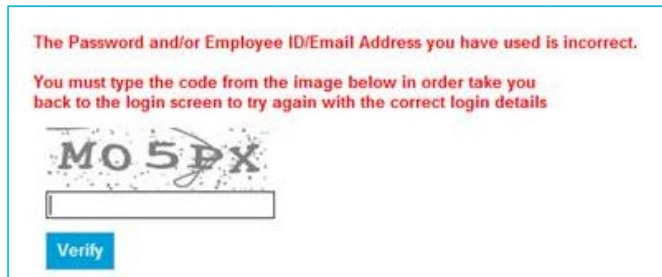 The Password and/or Employee ID/Email Address you have used is incorrect.
You must type the code from the image below in order take you
back to the login screen to try again with the correct login details
MO5PX
Verify